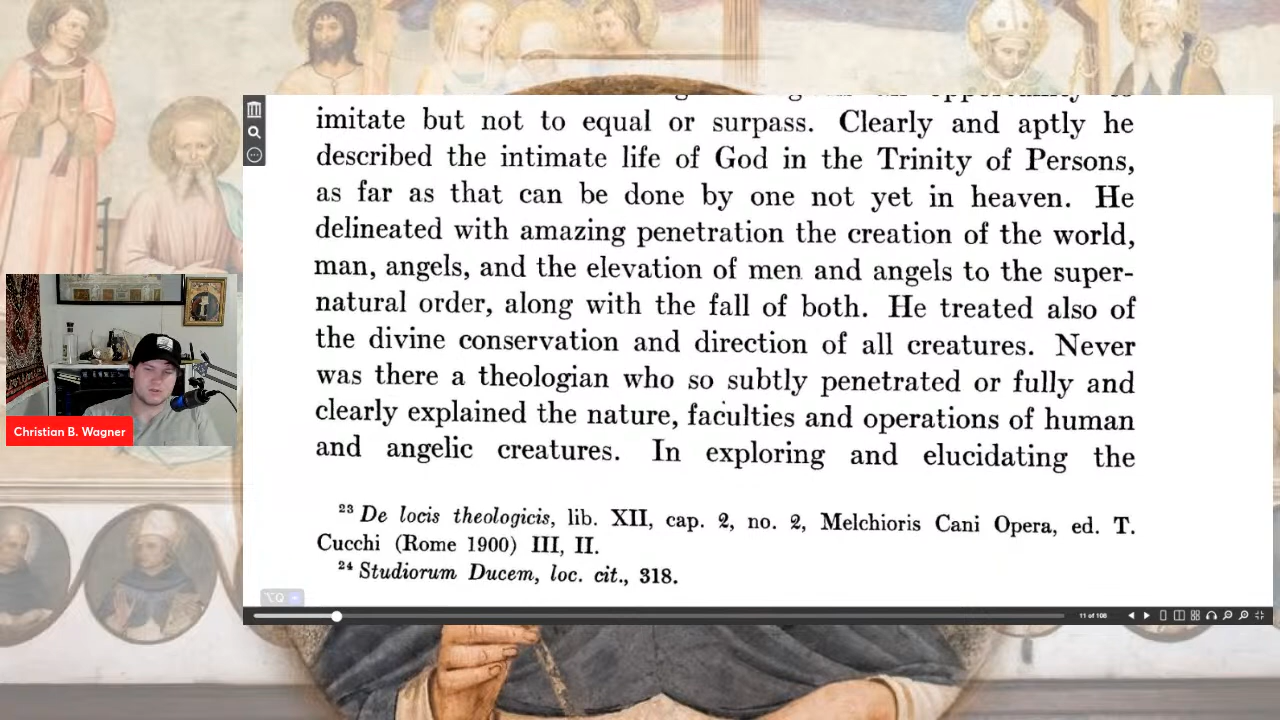 imitate but not to equal or surpass. Clearly and aptly he
described the intimate life of God in the Trinity of Persons,
as far as that can be done by one not yet in heaven. He
delineated with amazing penetration the creation of the world,
man, angels, and the elevation of men and angels to the super-
natural order, along with the fall of both. He treated also of
the divine conservation and direction of all creatures. Never
was there a theologian who so subtly penetrated or fully and
clearly explained the nature, faculties and operations of human
and angelic creatures. In exploring and elucidating the
23 De locis theologicis, lib. XII, cap. 2, no. 2, Melchioris Cani Opera, ed. T.
Cucchi (Rome 1900) III, II.
24 Studiorum Ducem, loc. cit., 318.
Christian B. Wagner
11 of 108